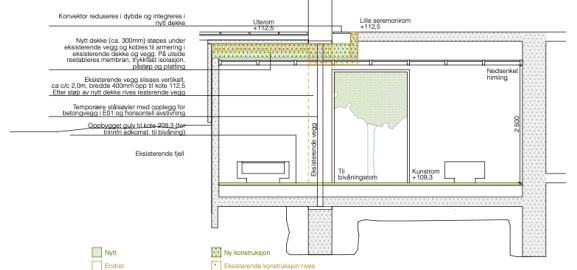 Konvektor reduseres i dybde og integreres i
nytt dekke
Uterom
+112,5
Lille seremonirom
+112,5
Nytt dekke (ca. 300mm) støpes under
eksisterende vegg og kobles til armering i
eksisterende dekke og vegg. På utside
reetableres membran, trykkfast isolasjon,
påstøp og platting
Eksisterende vegg slisses vertikalt,
ca c/c 2,0m, bredde 400mm opp til kote 112,5
Etter støp av nytt dekke rives resterende vegg
Temporære stålsøyler med opplegg for
betongvegg i E01 og horisontell avstivning
Oppbygget gulv til kote 209,3 (for
trinnfri adkomst til bivåning)
Eksisterende fjell
Nedsenket
himling
2 500
Eksisterende vegg
Til
bivåningsrom
Kunstrom
+109,3
Nytt
Ny konstruksjon
Endret
Eksisterende konstruksjon rives